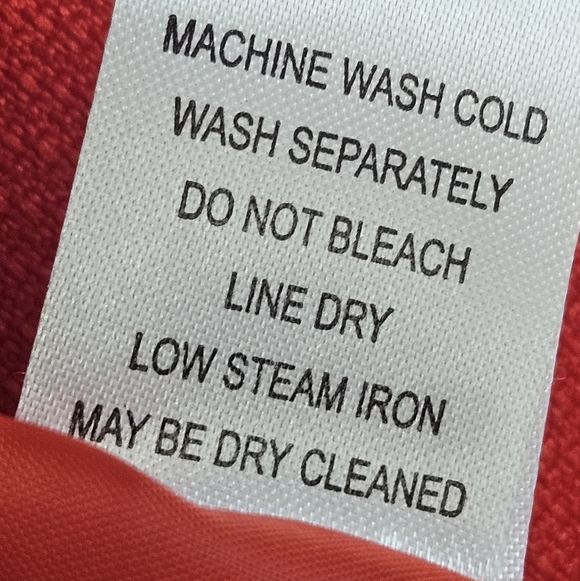 MACHINE WASH COLD
WASH SEPARATELY
DO NOT BLEACH
LINE DRY
LOW STEAM IRON
MAY BE DRY CLEANED